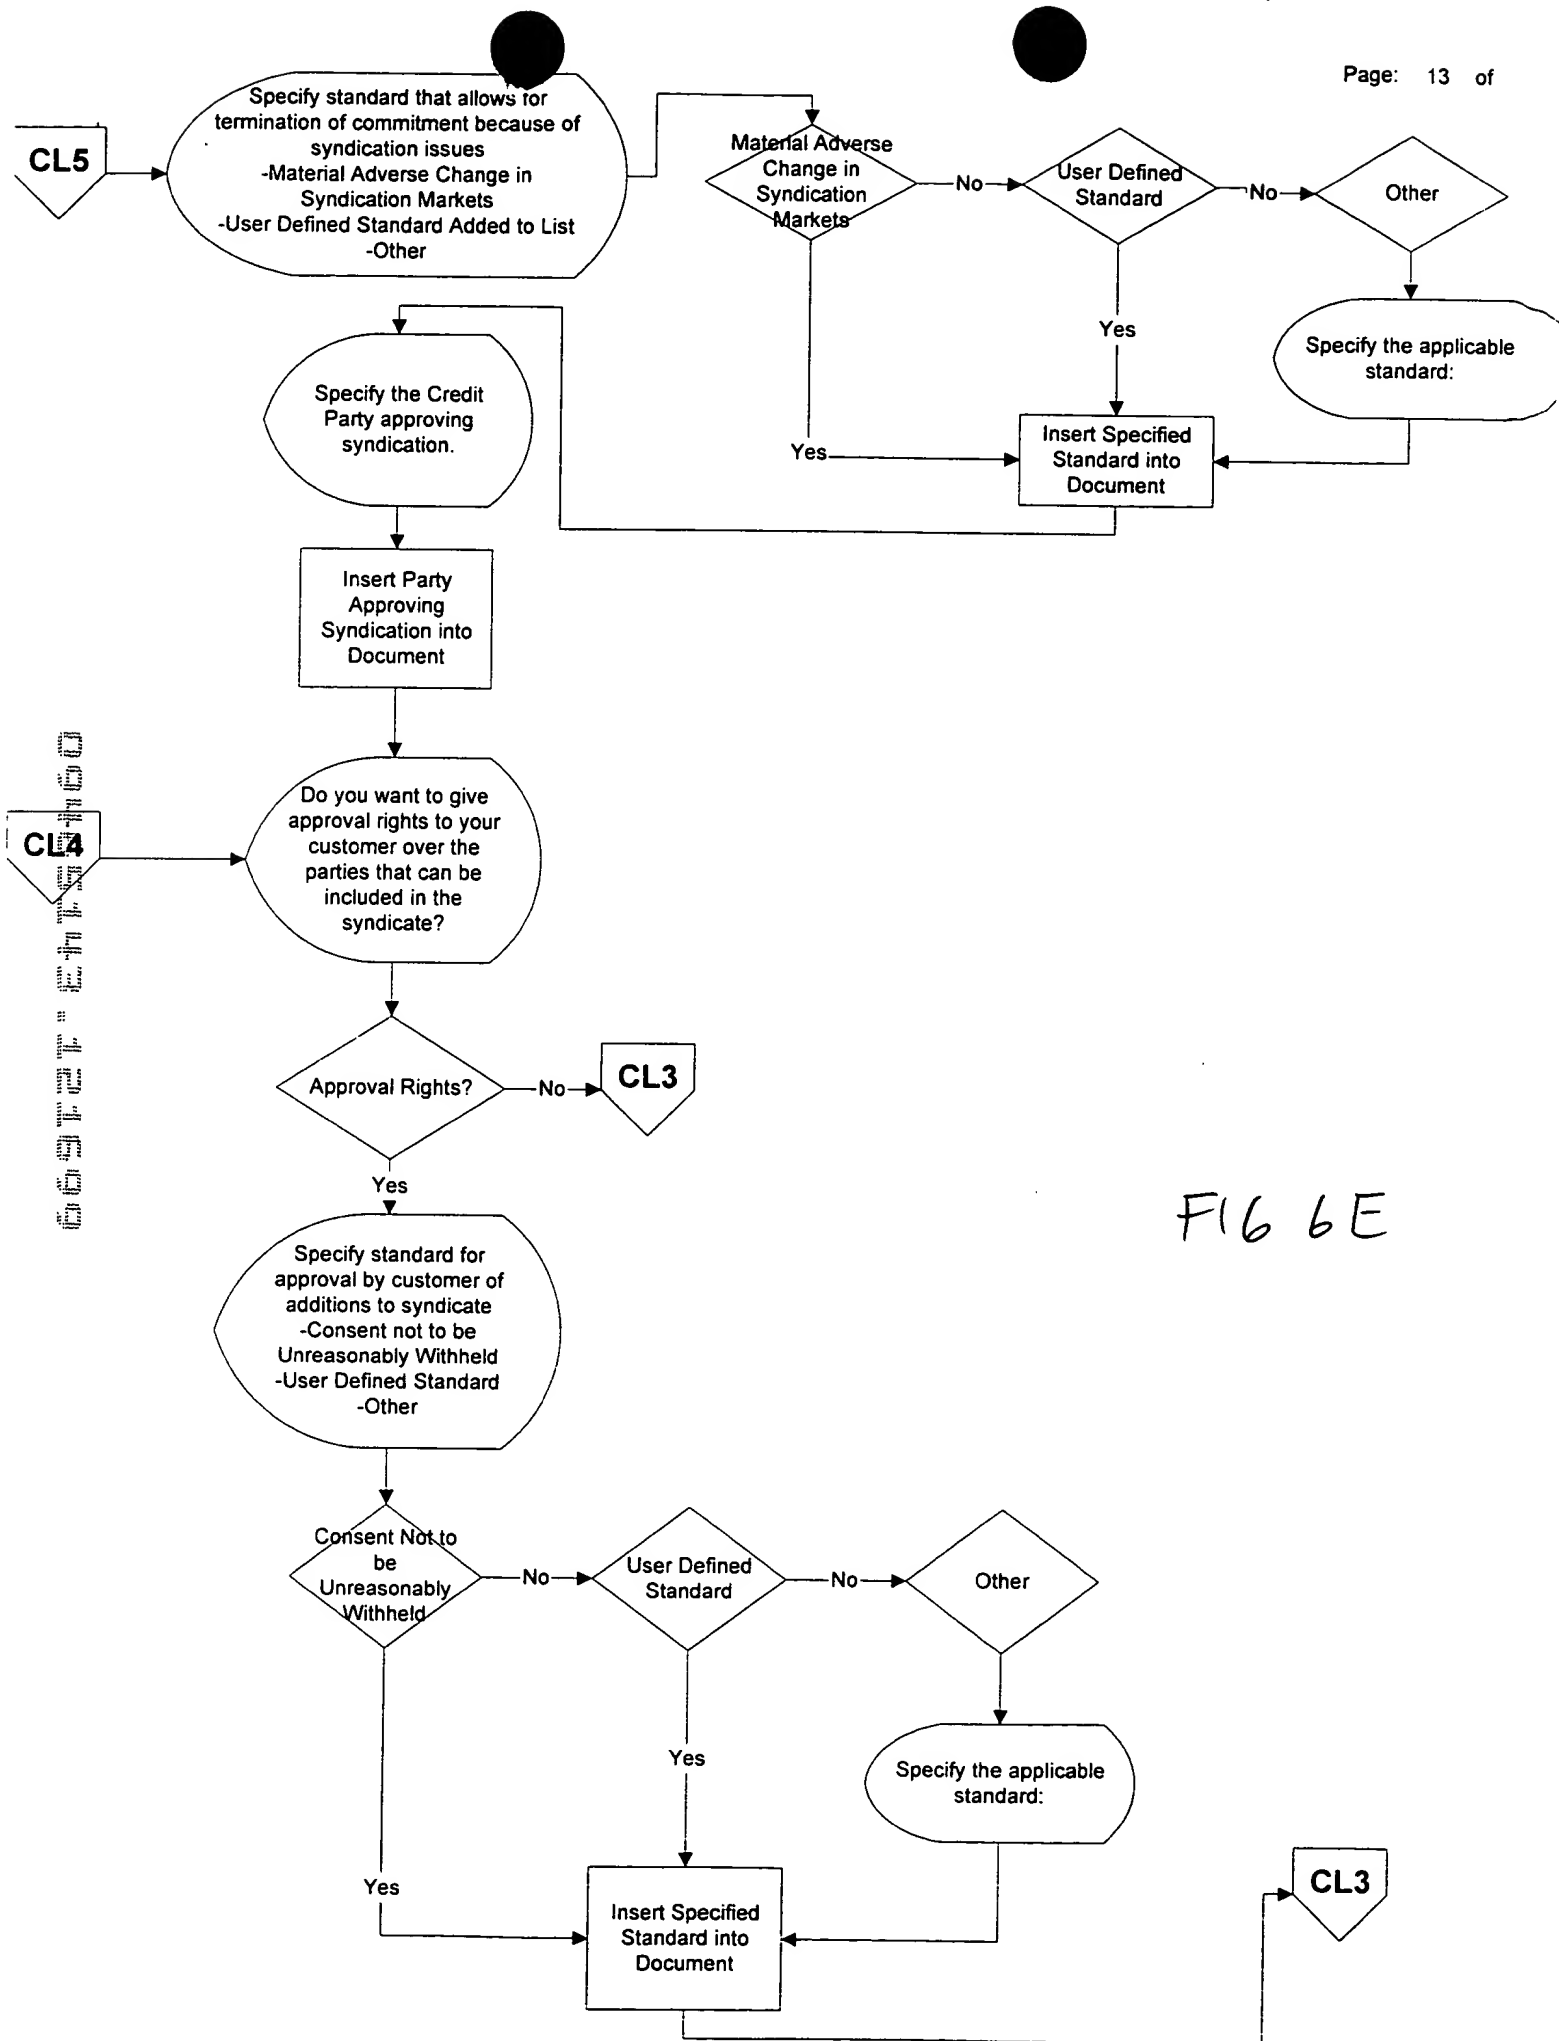 Page: 13 of
CL5
Specify standard that allows for
termination of commitment because of
syndication issues
-Material Adverse Change in
Syndication Markets
-User Defined Standard Added to List
-Other
Material Adverse
Change in
Syndication
Markets
No
User Defined
Standard
No
Other
Yes
Specify the applicable
standard:
Yes
Insert Specified
Standard into
Document
Specify the Credit
Party approving
syndication.
Insert Party
Approving
Syndication into
Document
CL4
Do you want to give
approval rights to your
customer over the
parties that can be
included in the
syndicate?
Approval Rights?
No
CL3
Yes
FIG 6E
Specify standard for
approval by customer of
additions to syndicate
-Consent not to be
Unreasonably Withheld
-User Defined Standard
-Other
Consent Not to
be
Unreasonably
Withheld
No
User Defined
Standard
No
Other
Yes
Specify the applicable
standard:
Yes
Insert Specified
Standard into
Document
CL3